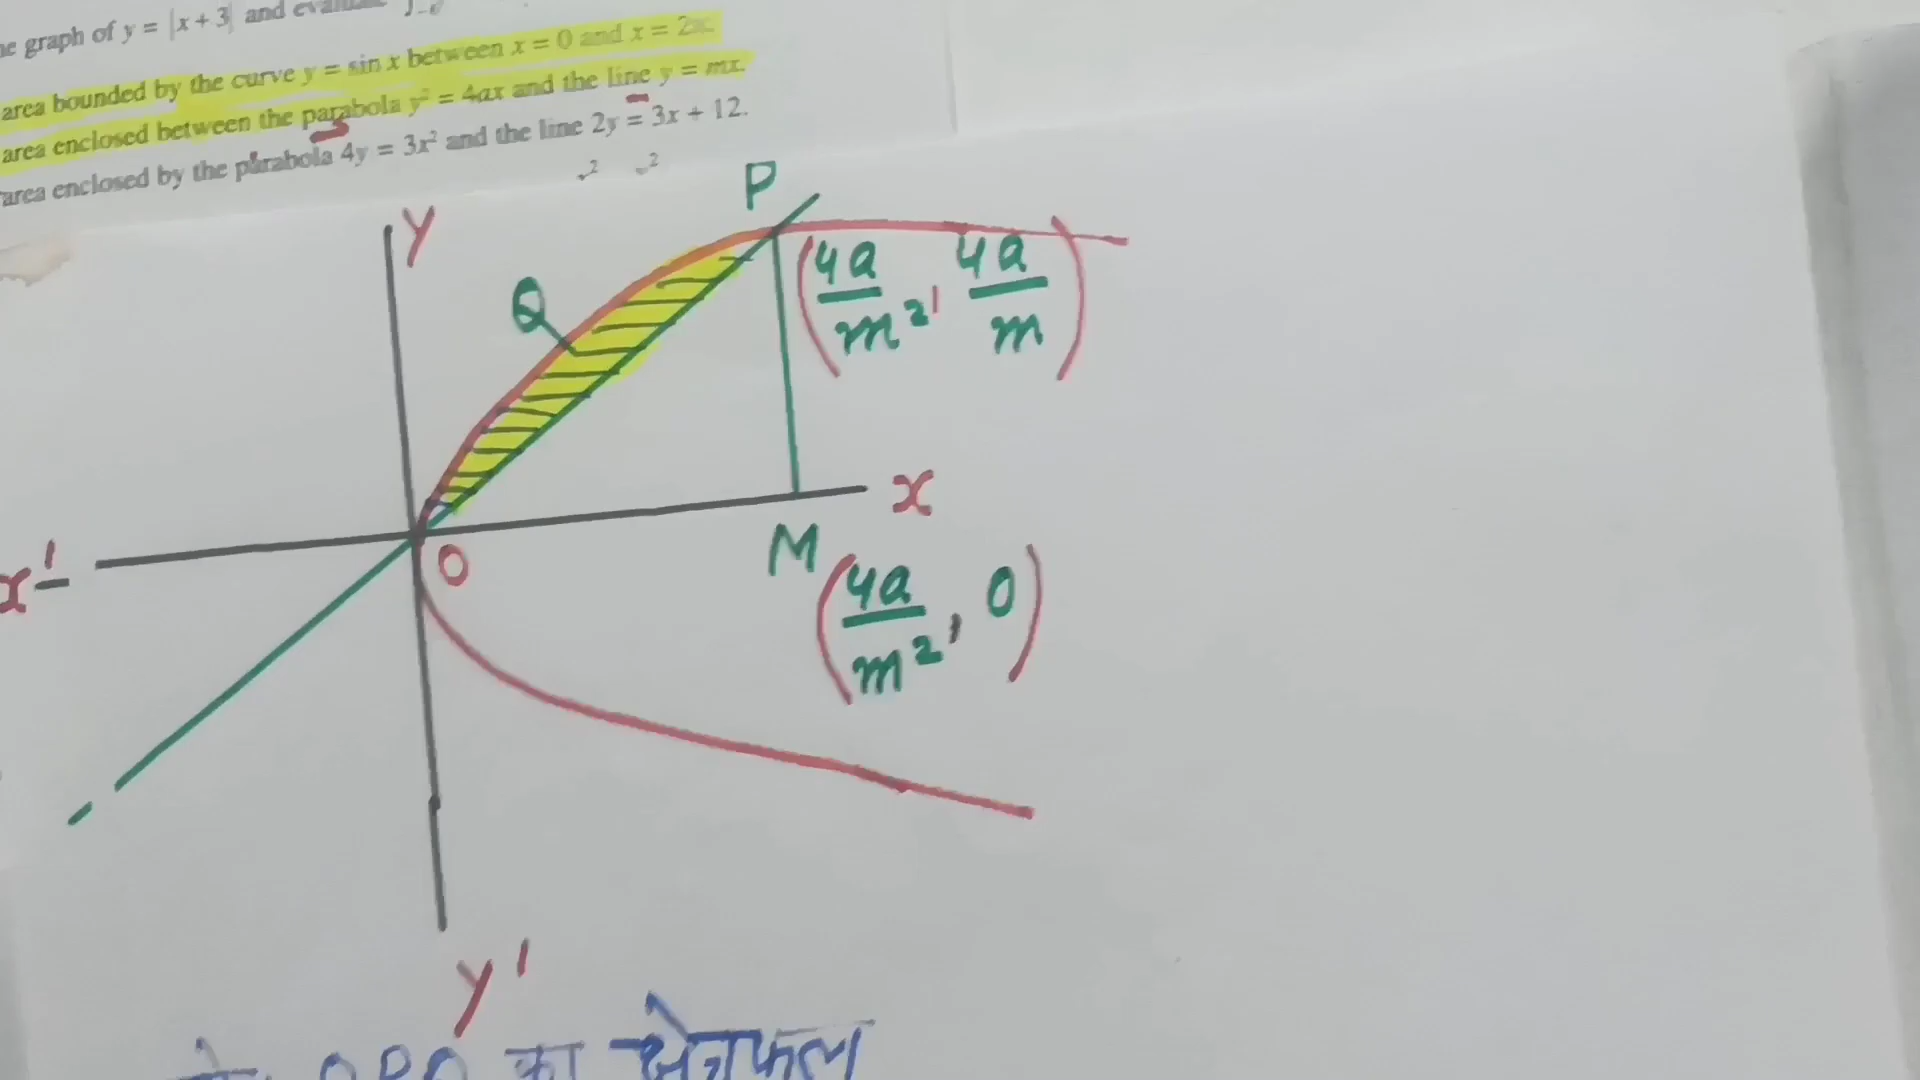 graph of y = |x + 3| and
area bounded by the curve y = sin x between x = 0 and x = 2π.
area enclosed between the parabola y² = 4ax and the line y = mx.
area enclosed by the parabola 4y = 3x² and the line 2y = 3x + 12.
P
Y
(4a/m², 4a/m)
Q
X
O
M
X'
(4a/m², 0)
Y'
का क्षेत्रफल